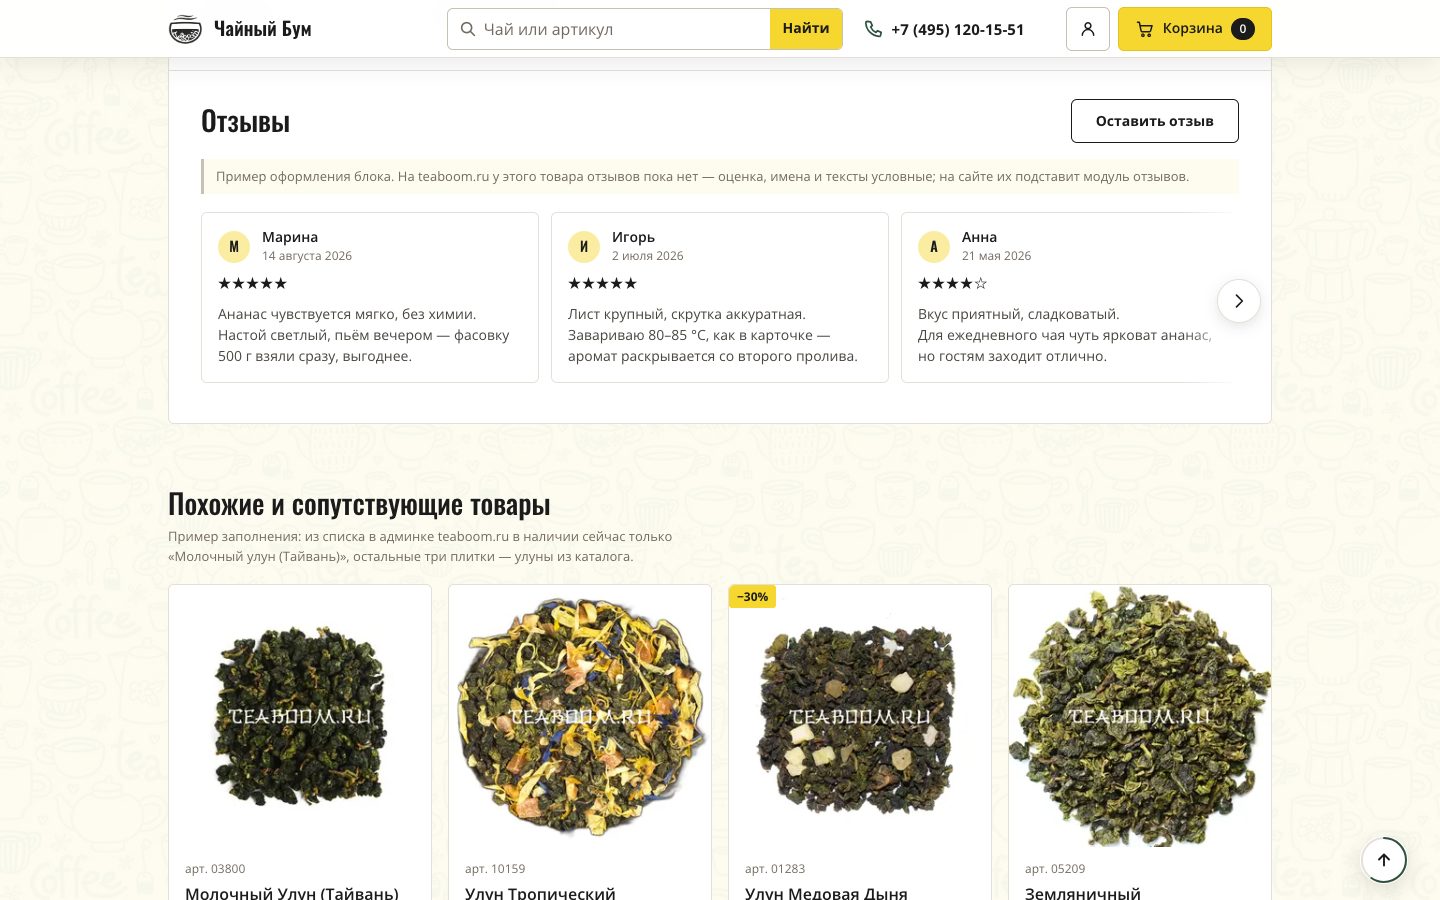 Чайный Бум
Чай или артикул
Найти
+7 (495) 120-15-51
Корзина 0
Отзывы
Оставить отзыв
Пример оформления блока. На teaboom.ru у этого товара отзывов пока нет — оценка, имена и тексты условные; на сайте их подставит модуль отзывов.
М
Марина
14 августа 2026
★★★★★
Ананас чувствуется мягко, без химии.
Настой светлый, пьём вечером — фасовку
500 г взяли сразу, выгоднее.
И
Игорь
2 июля 2026
★★★★★
Лист крупный, скрутка аккуратная.
Завариваю 80–85 °C, как в карточке —
аромат раскрывается со второго пролива.
А
Анна
21 мая 2026
★★★★☆
Вкус приятный, сладковатый.
Для ежедневного чая чуть ярковат ананас,
но гостям заходит отлично.
Похожие и сопутствующие товары
Пример заполнения: из списка в админке teaboom.ru в наличии сейчас только
«Молочный улун (Тайвань)», остальные три плитки — улуны из каталога.
TEABOOM.RU
арт. 03800
Молочный Улун (Тайвань)
TEABOOM.RU
арт. 10159
Улун Тропический
−30%
TEABOOM.RU
арт. 01283
Улун Медовая Дыня
TEABOOM.RU
арт. 05209
Земляничный